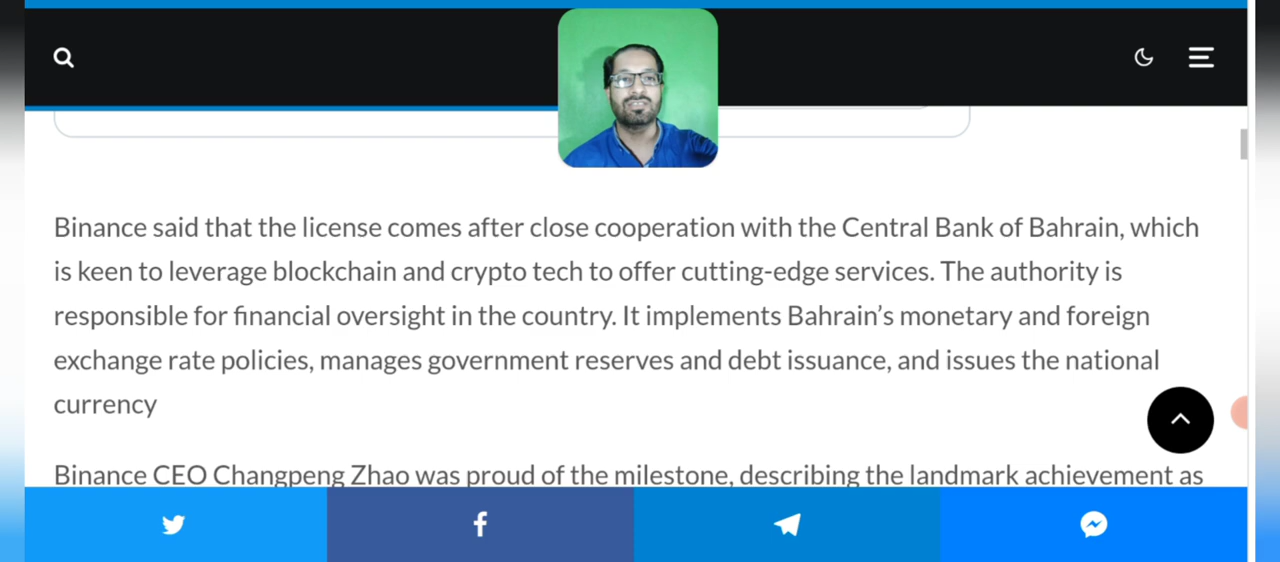 Binance said that the license comes after close cooperation with the Central Bank of Bahrain, which
is keen to leverage blockchain and crypto tech to offer cutting-edge services. The authority is
responsible for financial oversight in the country. It implements Bahrain’s monetary and foreign
exchange rate policies, manages government reserves and debt issuance, and issues the national
currency
Binance CEO Changpeng Zhao was proud of the milestone, describing the landmark achievement as